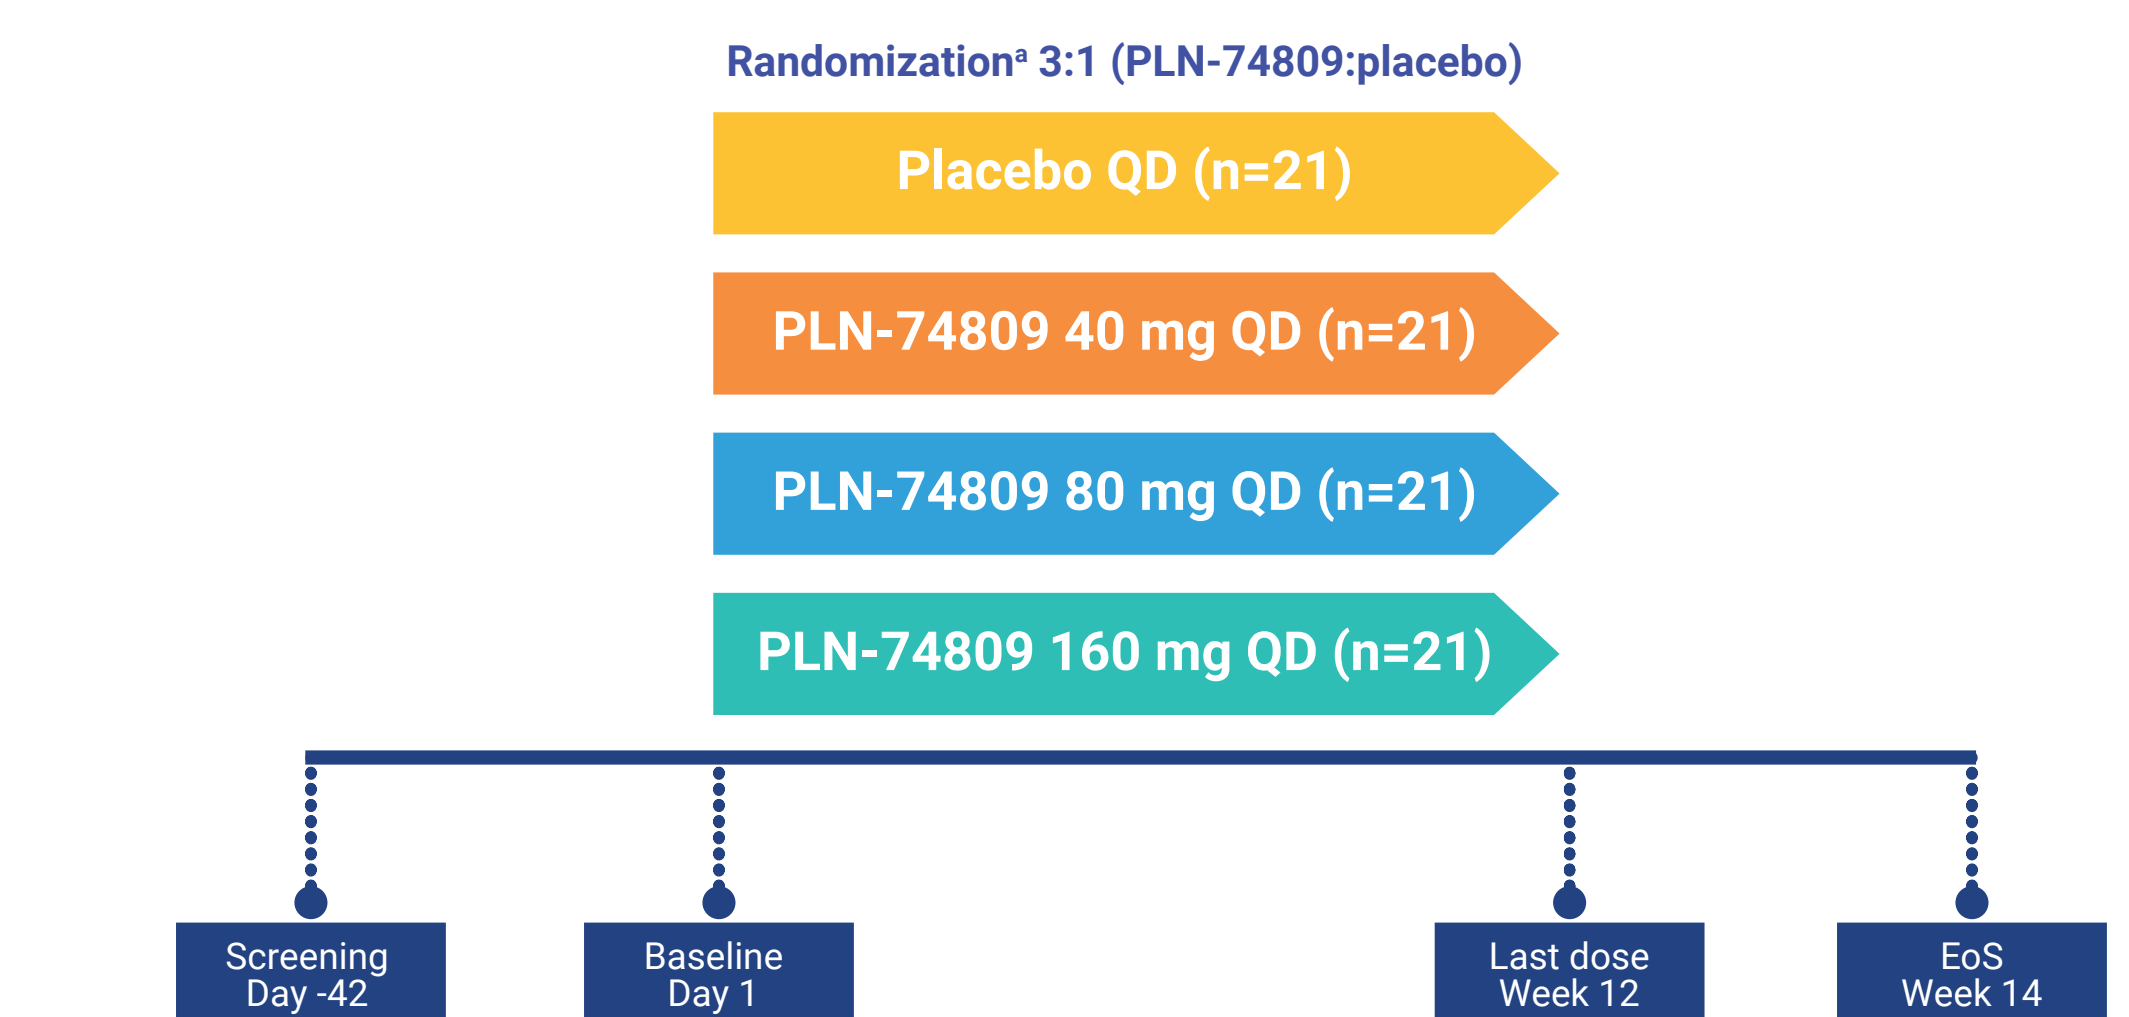 Randomizationᵃ 3:1 (PLN-74809:placebo)
Placebo QD (n=21)
PLN-74809 40 mg QD (n=21)
PLN-74809 80 mg QD (n=21)
PLN-74809 160 mg QD (n=21)
Screening
Day -42
Baseline
Day 1
Last dose
Week 12
EoS
Week 14